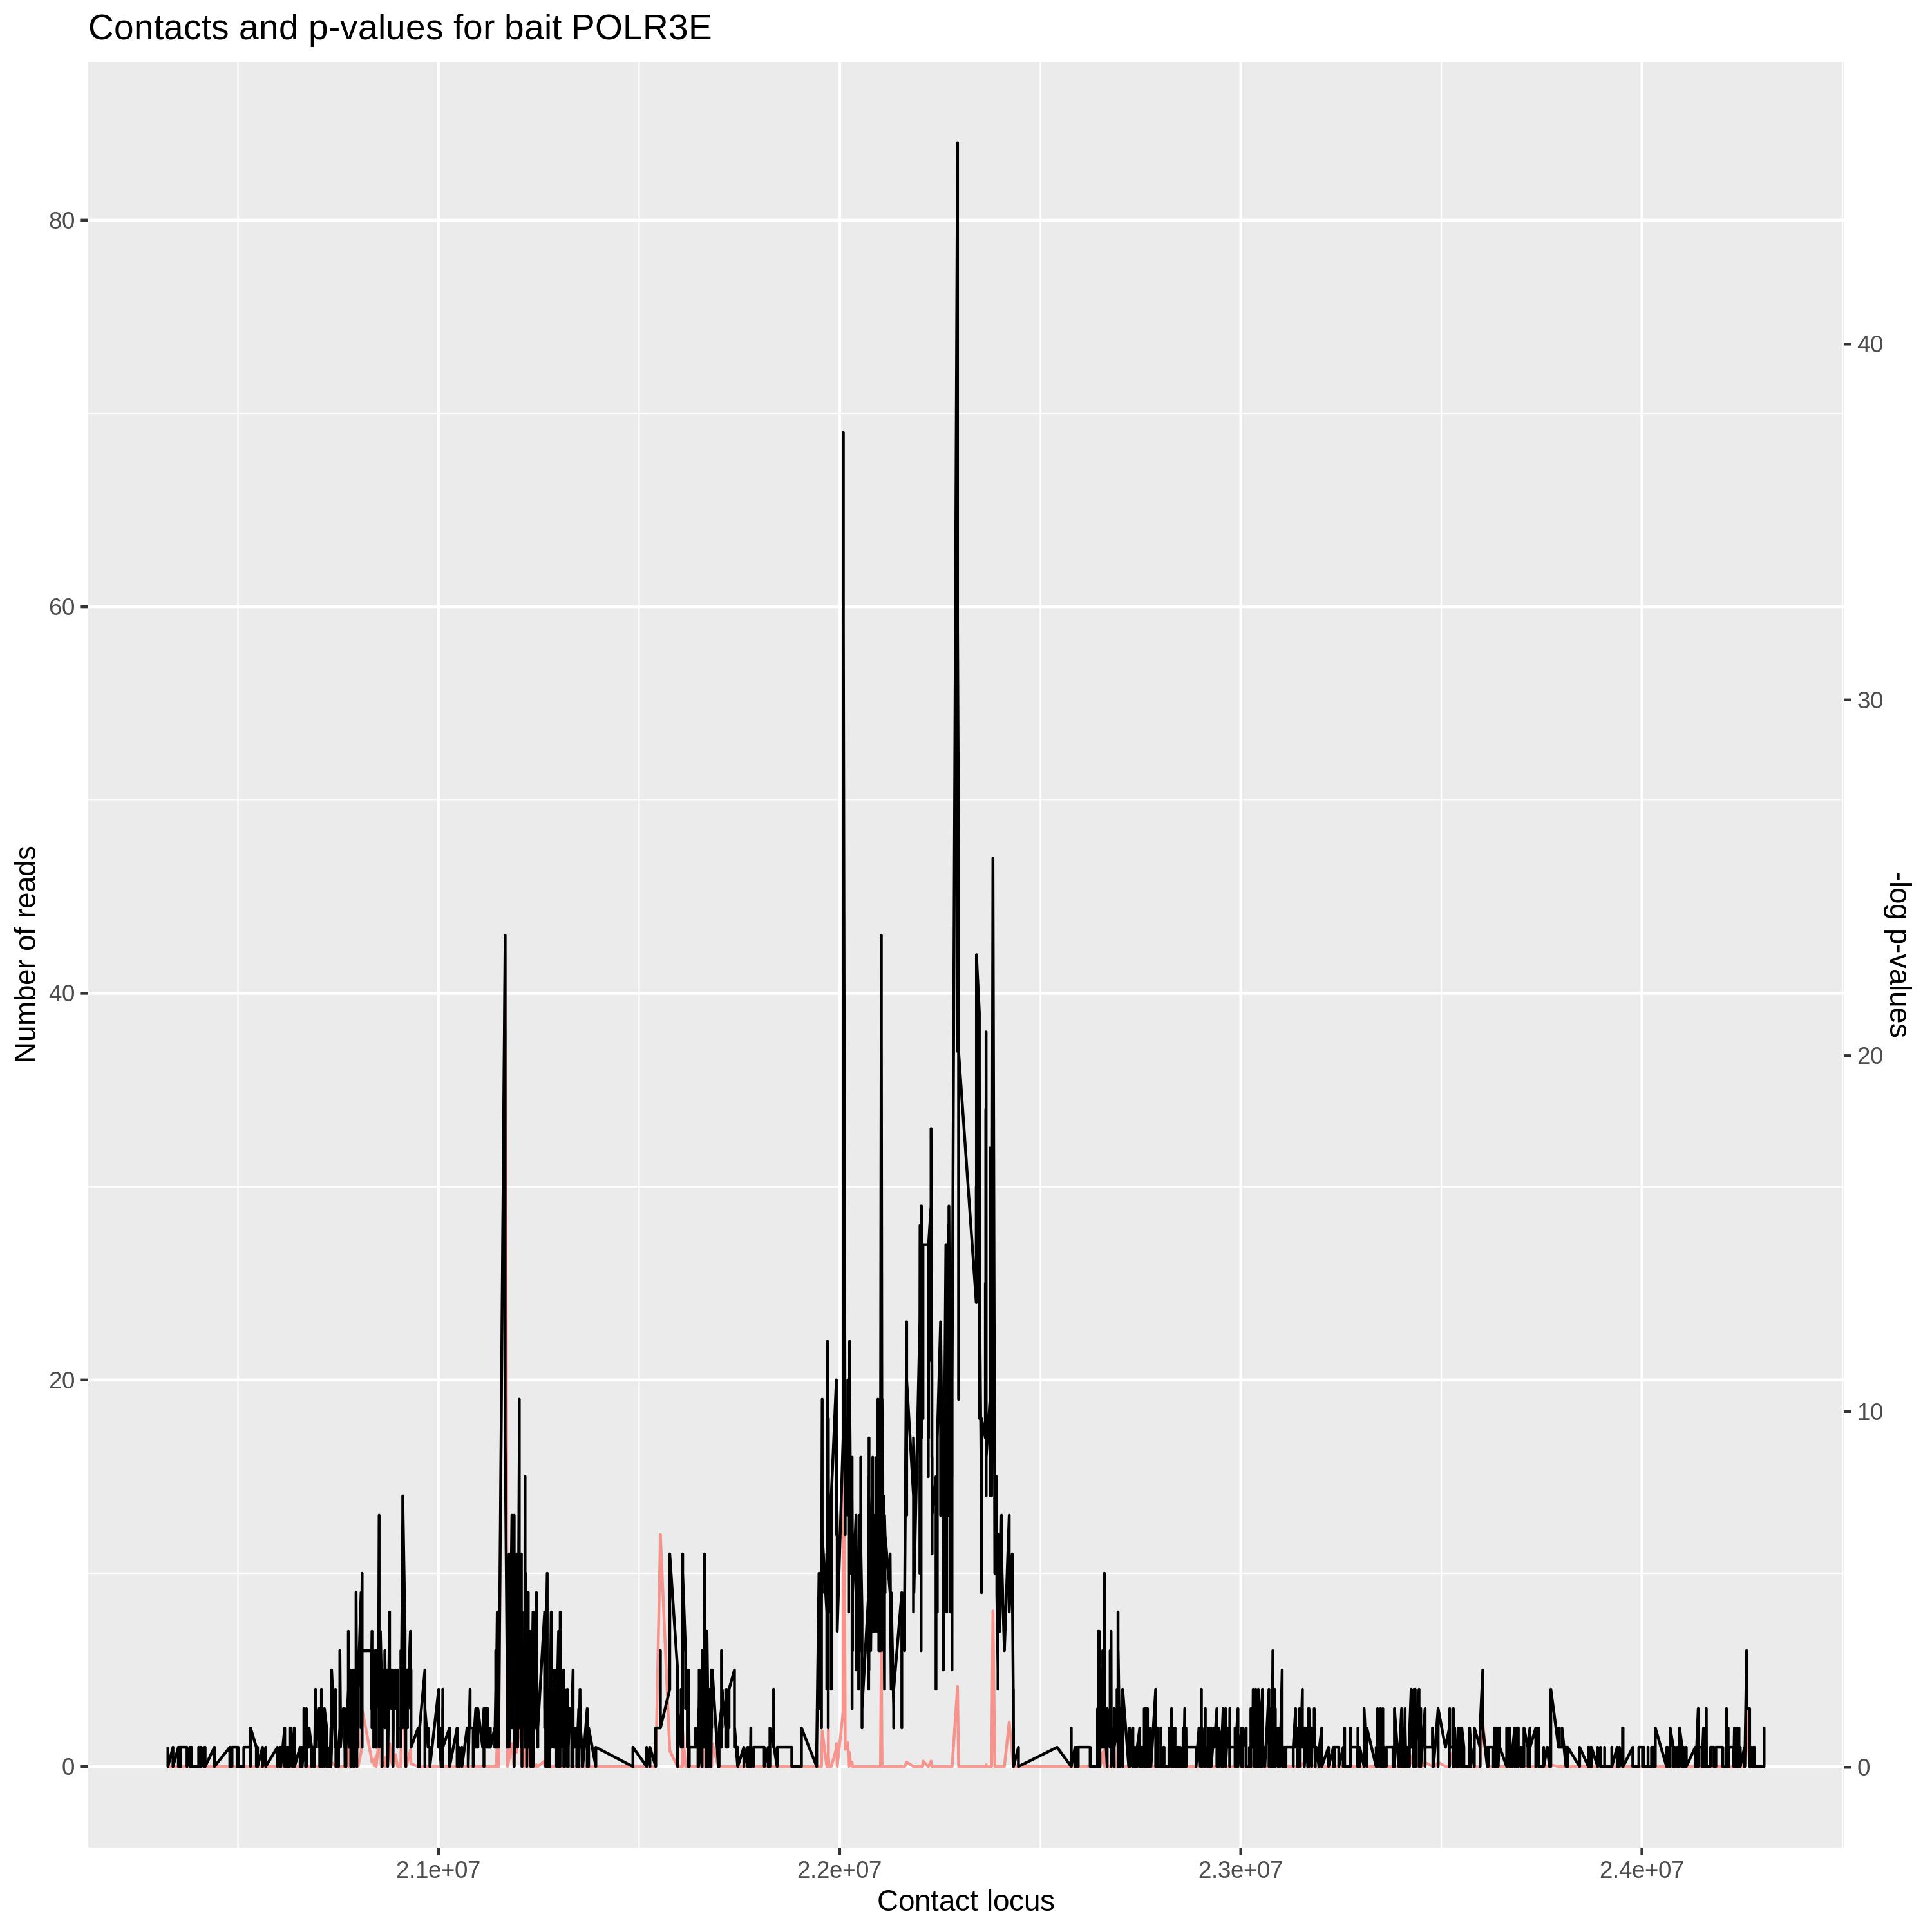 Contacts and p-values for bait POLR3E
80
60
40
20
0
Number of reads
40
30
20
10
0
-log p-values
2.1e+07
2.2e+07
2.3e+07
2.4e+07
Contact locus